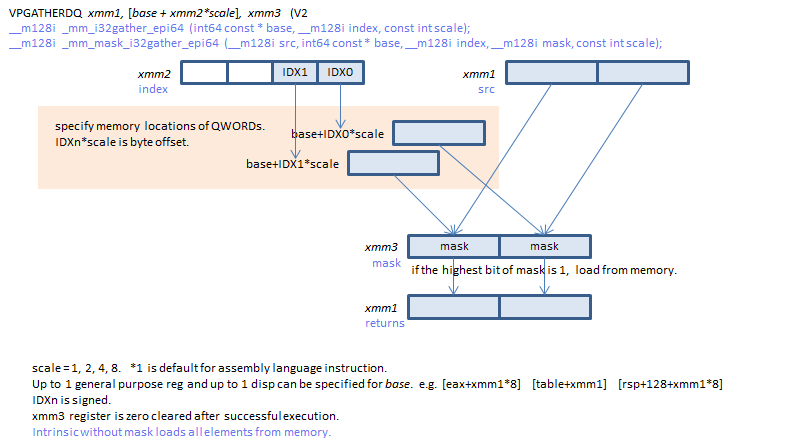 VPGATHERDQ xmm1, [base + xmm2*scale], xmm3 (V2
__m128i _mm_i32gather_epi64 (int64 const * base, __m128i index, const int scale);
__m128i _mm_mask_i32gather_epi64 (__m128i src, int64 const * base, __m128i index, __m128i mask, const int scale);
xmm2 IDX1 IDX0 xmm1
index src
specify memory locations of QWORDs.
IDXn*scale is byte offset.
base+IDX0*scale
base+IDX1*scale
xmm3 mask mask
mask
if the highest bit of mask is 1, load from memory.
xmm1
returns
scale = 1, 2, 4, 8. *1 is default for assembly language instruction.
Up to 1 general purpose reg and up to 1 disp can be specified for base. e.g. [eax+xmm1*8] [table+xmm1] [rsp+128+xmm1*8]
IDXn is signed.
xmm3 register is zero cleared after successful execution.
Intrinsic without mask loads all elements from memory.